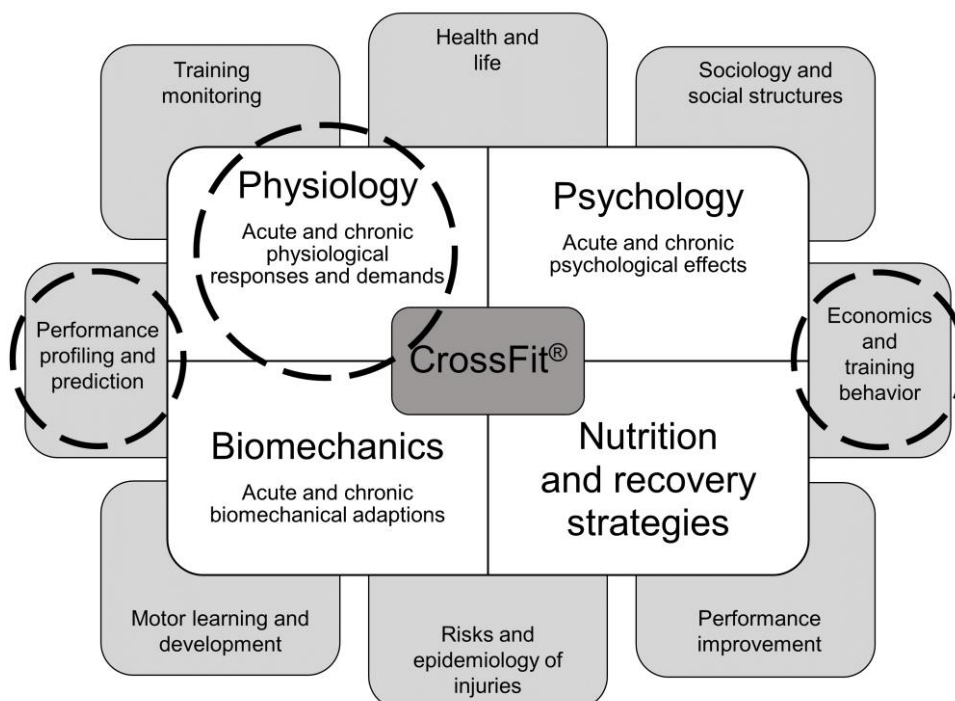 Health and
life
Training
monitoring
Sociology and
social structures
Physiology
Acute and chronic
physiological
responses and demands
Psychology
Acute and chronic
psychological effects
Performance
profiling and
prediction
CrossFit®
Economics
and
training
behavior
Biomechanics
Acute and chronic
biomechanical adaptions
Nutrition
and recovery
strategies
Motor learning and
development
Risks and
epidemiology of
injuries
Performance
improvement